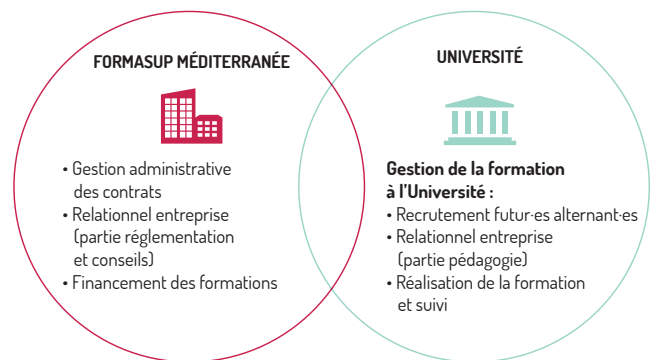 FORMASUP MÉDITERRANÉE
• Gestion administrative
des contrats
• Relationnel entreprise
(partie réglementation
et conseils)
• Financement des formations
UNIVERSITÉ
Gestion de la formation
à l'Université :
• Recrutement futur·es alternant·es
• Relationnel entreprise
(partie pédagogie)
• Réalisation de la formation
et suivi